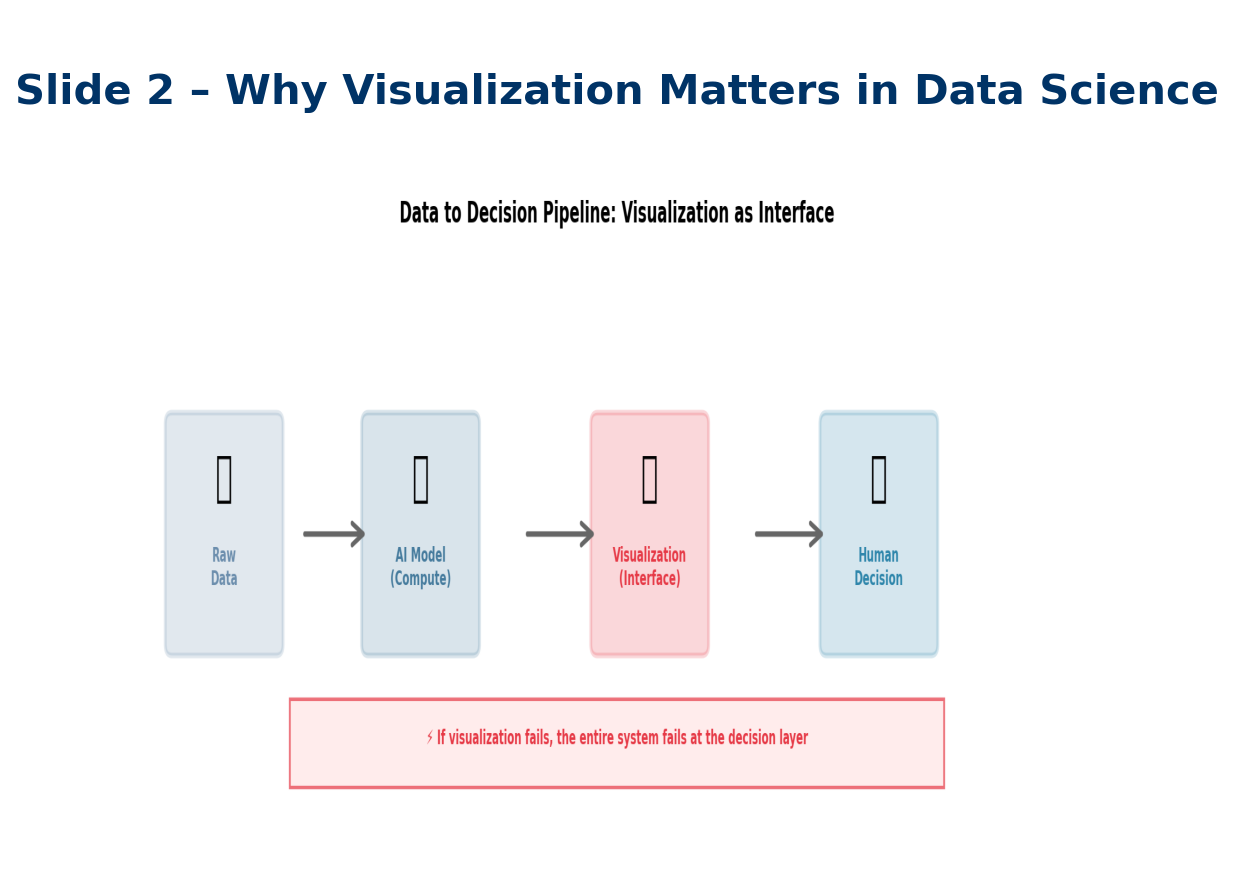 Slide 2 – Why Visualization Matters in Data Science
Data to Decision Pipeline: Visualization as Interface
Raw
Data
AI Model
(Compute)
Visualization
(Interface)
Human
Decision
⚡ If visualization fails, the entire system fails at the decision layer